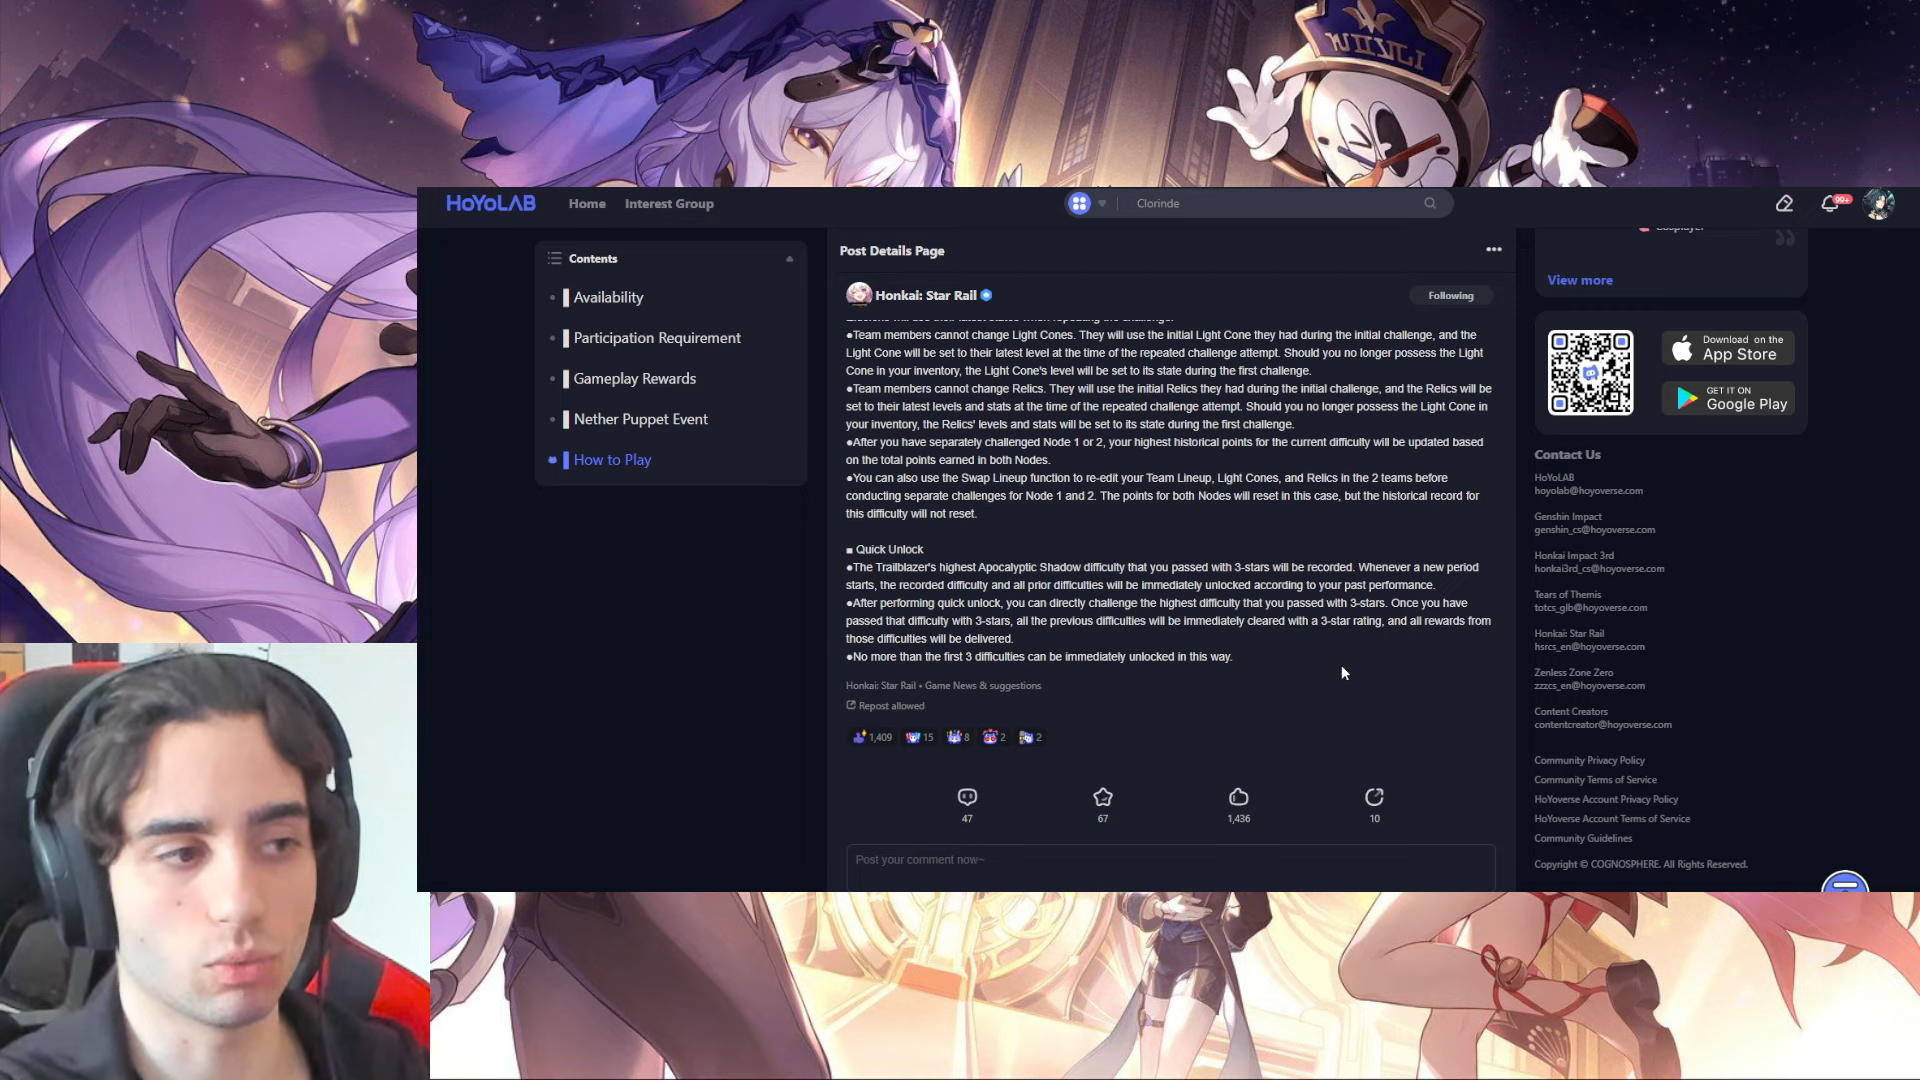 HoYoLAB
Home
Interest Group
Clorinde
99+
Contents
Availability
Participation Requirement
Gameplay Rewards
Nether Puppet Event
How to Play
Post Details Page
Honkai: Star Rail
Following
●Team members cannot change Light Cones. They will use the initial Light Cone they had during the initial challenge, and the
Light Cone will be set to their latest level at the time of the repeated challenge attempt. Should you no longer possess the Light
Cone in your inventory, the Light Cone's level will be set to its state during the first challenge.
●Team members cannot change Relics. They will use the initial Relics they had during the initial challenge, and the Relics will be
set to their latest levels and stats at the time of the repeated challenge attempt. Should you no longer possess the Light Cone in
your inventory, the Relics' levels and stats will be set to its state during the first challenge.
●After you have separately challenged Node 1 or 2, your highest historical points for the current difficulty will be updated based
on the total points earned in both Nodes.
●You can also use the Swap Lineup function to re-edit your Team Lineup, Light Cones, and Relics in the 2 teams before
conducting separate challenges for Node 1 and 2. The points for both Nodes will reset in this case, but the historical record for
this difficulty will not reset.
■ Quick Unlock
●The Trailblazer's highest Apocalyptic Shadow difficulty that you passed with 3-stars will be recorded. Whenever a new period
starts, the recorded difficulty and all prior difficulties will be immediately unlocked according to your past performance.
●After performing quick unlock, you can directly challenge the highest difficulty that you passed with 3-stars. Once you have
passed that difficulty with 3-stars, all the previous difficulties will be immediately cleared with a 3-star rating, and all rewards from
those difficulties will be delivered.
●No more than the first 3 difficulties can be immediately unlocked in this way.
Honkai: Star Rail • Game News & suggestions
Repost allowed
1,409
15
8
2
2
47
67
1,436
10
Post your comment now~
View more
Download on the
App Store
GET IT ON
Google Play
Contact Us
HoYoLAB
hoyolab@hoyoverse.com
Genshin Impact
genshin_cs@hoyoverse.com
Honkai Impact 3rd
honkai3rd_cs@hoyoverse.com
Tears of Themis
totcs_glb@hoyoverse.com
Honkai: Star Rail
hsrcs_en@hoyoverse.com
Zenless Zone Zero
zzzcs_en@hoyoverse.com
Content Creators
contentcreator@hoyoverse.com
Community Privacy Policy
Community Terms of Service
HoYoverse Account Privacy Policy
HoYoverse Account Terms of Service
Community Guidelines
Copyright © COGNOSPHERE. All Rights Reserved.